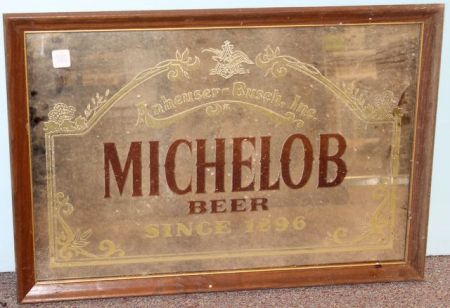 Anheuser-Busch, Inc.
MICHELOB
BEER
SINCE 1896